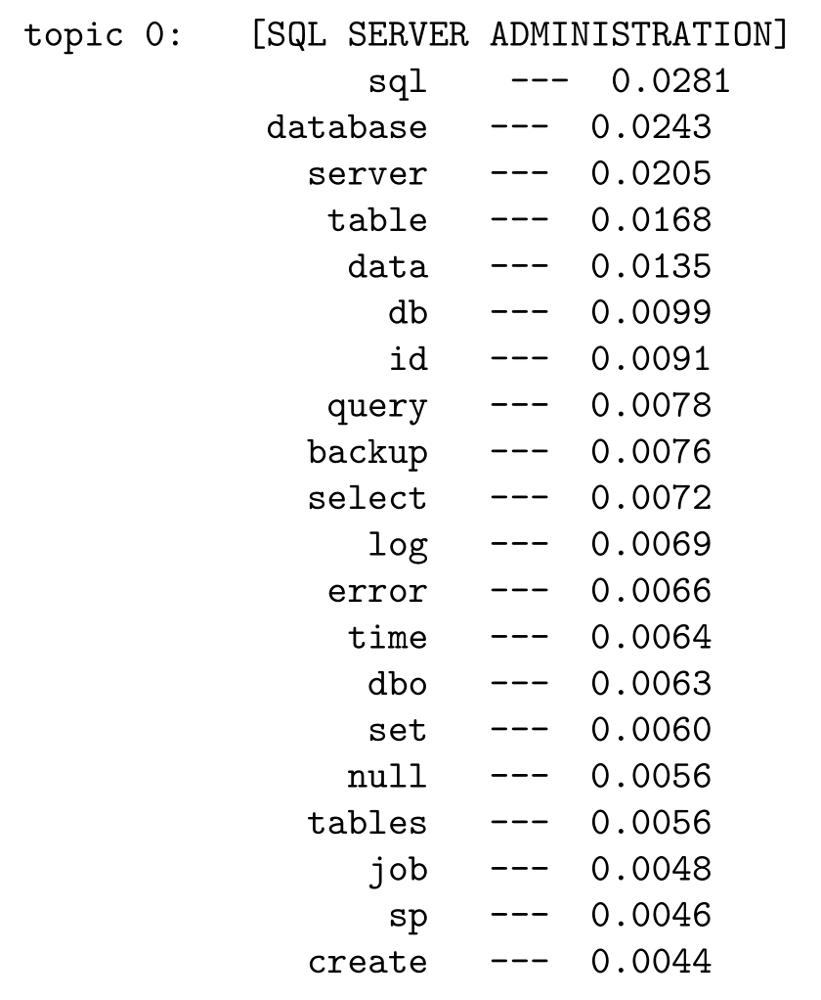 topic 0: [SQL SERVER ADMINISTRATION]
sql --- 0.0281
database --- 0.0243
server --- 0.0205
table --- 0.0168
data --- 0.0135
db --- 0.0099
id --- 0.0091
query --- 0.0078
backup --- 0.0076
select --- 0.0072
log --- 0.0069
error --- 0.0066
time --- 0.0064
dbo --- 0.0063
set --- 0.0060
null --- 0.0056
tables --- 0.0056
job --- 0.0048
sp --- 0.0046
create --- 0.0044